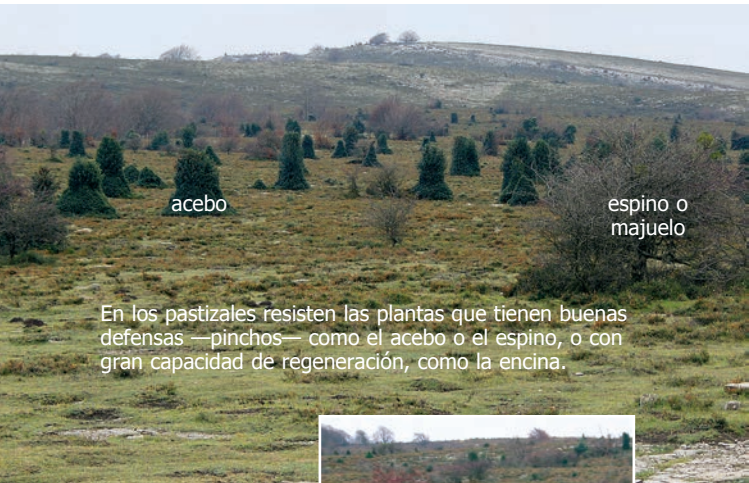 acebo
espino o
majuelo
En los pastizales resisten las plantas que tienen buenas
defensas —pinchos— como el acebo o el espino, o con
gran capacidad de regeneración, como la encina.